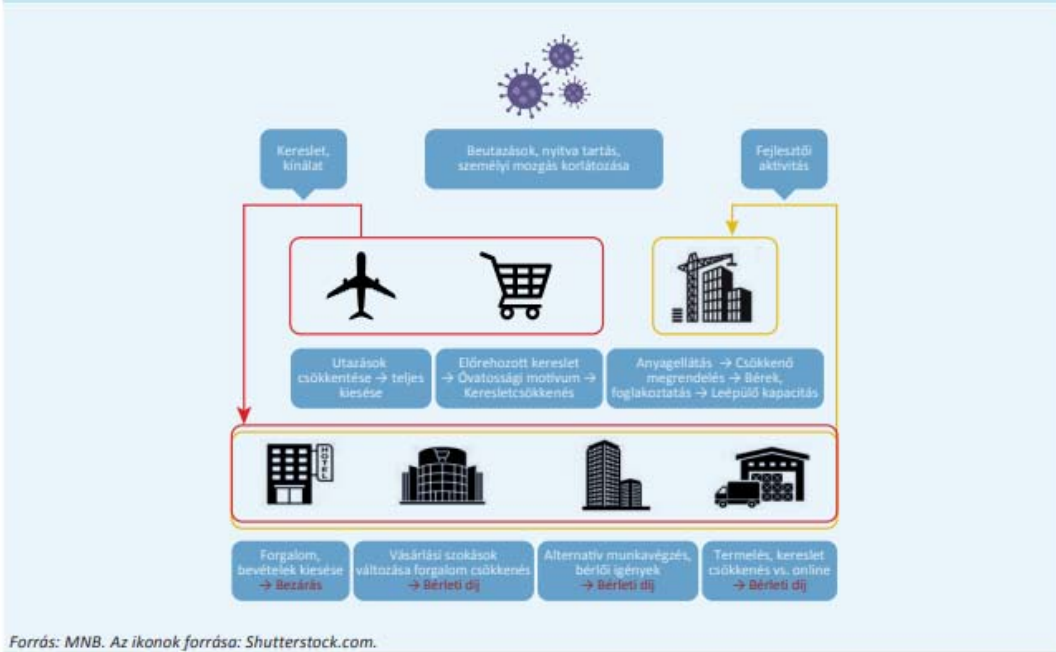 Kereslet,
kínálat
Beutazások, nyitva tartás,
személyi mozgás korlátozása
Fejlesztői
aktivitás
Utazások
csökkentése → teljes
kiesése
Előrehozott kereslet
→ Óvatossági motívum →
Keresletcsökkenés
Anyagellátás → Csökkenő
megrendelés → Bérek,
foglakoztatás → Leépülő kapacitás
HOTEL
Forgalom,
bevételek kiesése
→ Bezárás
Vásárlási szokások
változása forgalom csökkenés
→ Bérleti díj
Alternatív munkavégzés,
bérlői igények
→ Bérleti díj
Termelés, kereslet
csökkenés vs. online
→ Bérleti díj
Forrás: MNB. Az ikonok forrása: Shutterstock.com.